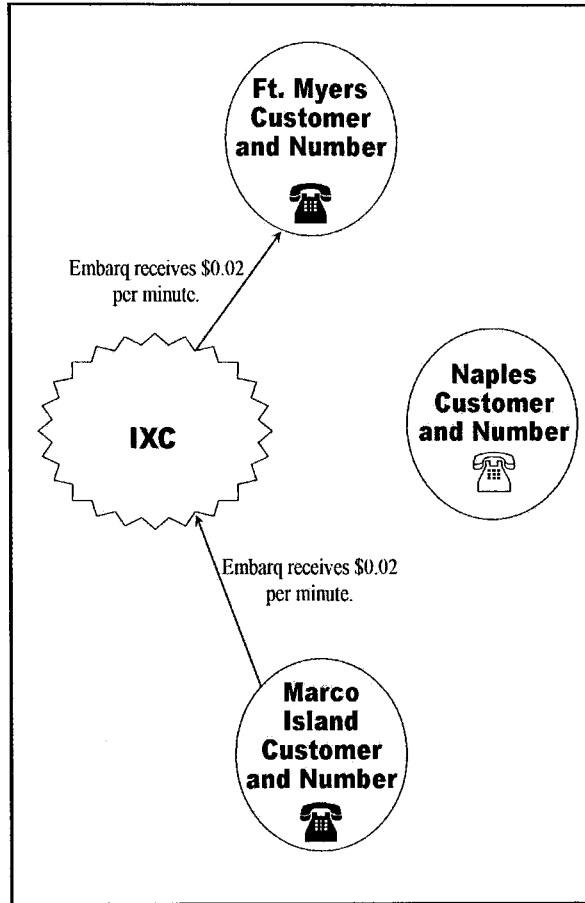 Ft. Myers
Customer
and Number
Embarq receives $0.02
per minute.
IXC
Naples
Customer
and Number
Embarq receives $0.02
per minute.
Marco
Island
Customer
and Number